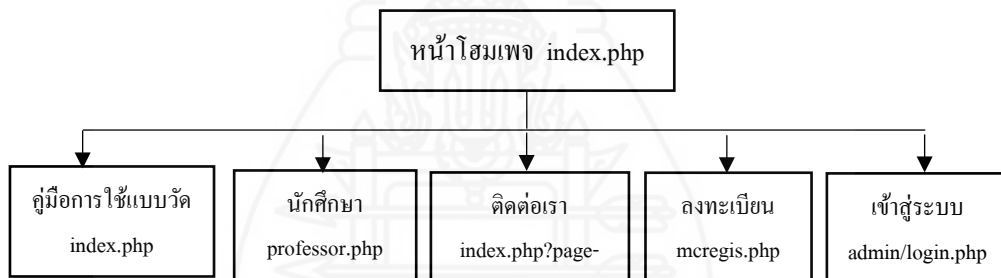 หน้าโฮมเพจ index.php
คู่มือการใช้แบบวัด
index.php
นักศึกษา
professor.php
ติดต่อเรา
index.php?page-
ลงทะเบียน
mcregis.php
เข้าสู่ระบบ
admin/login.php